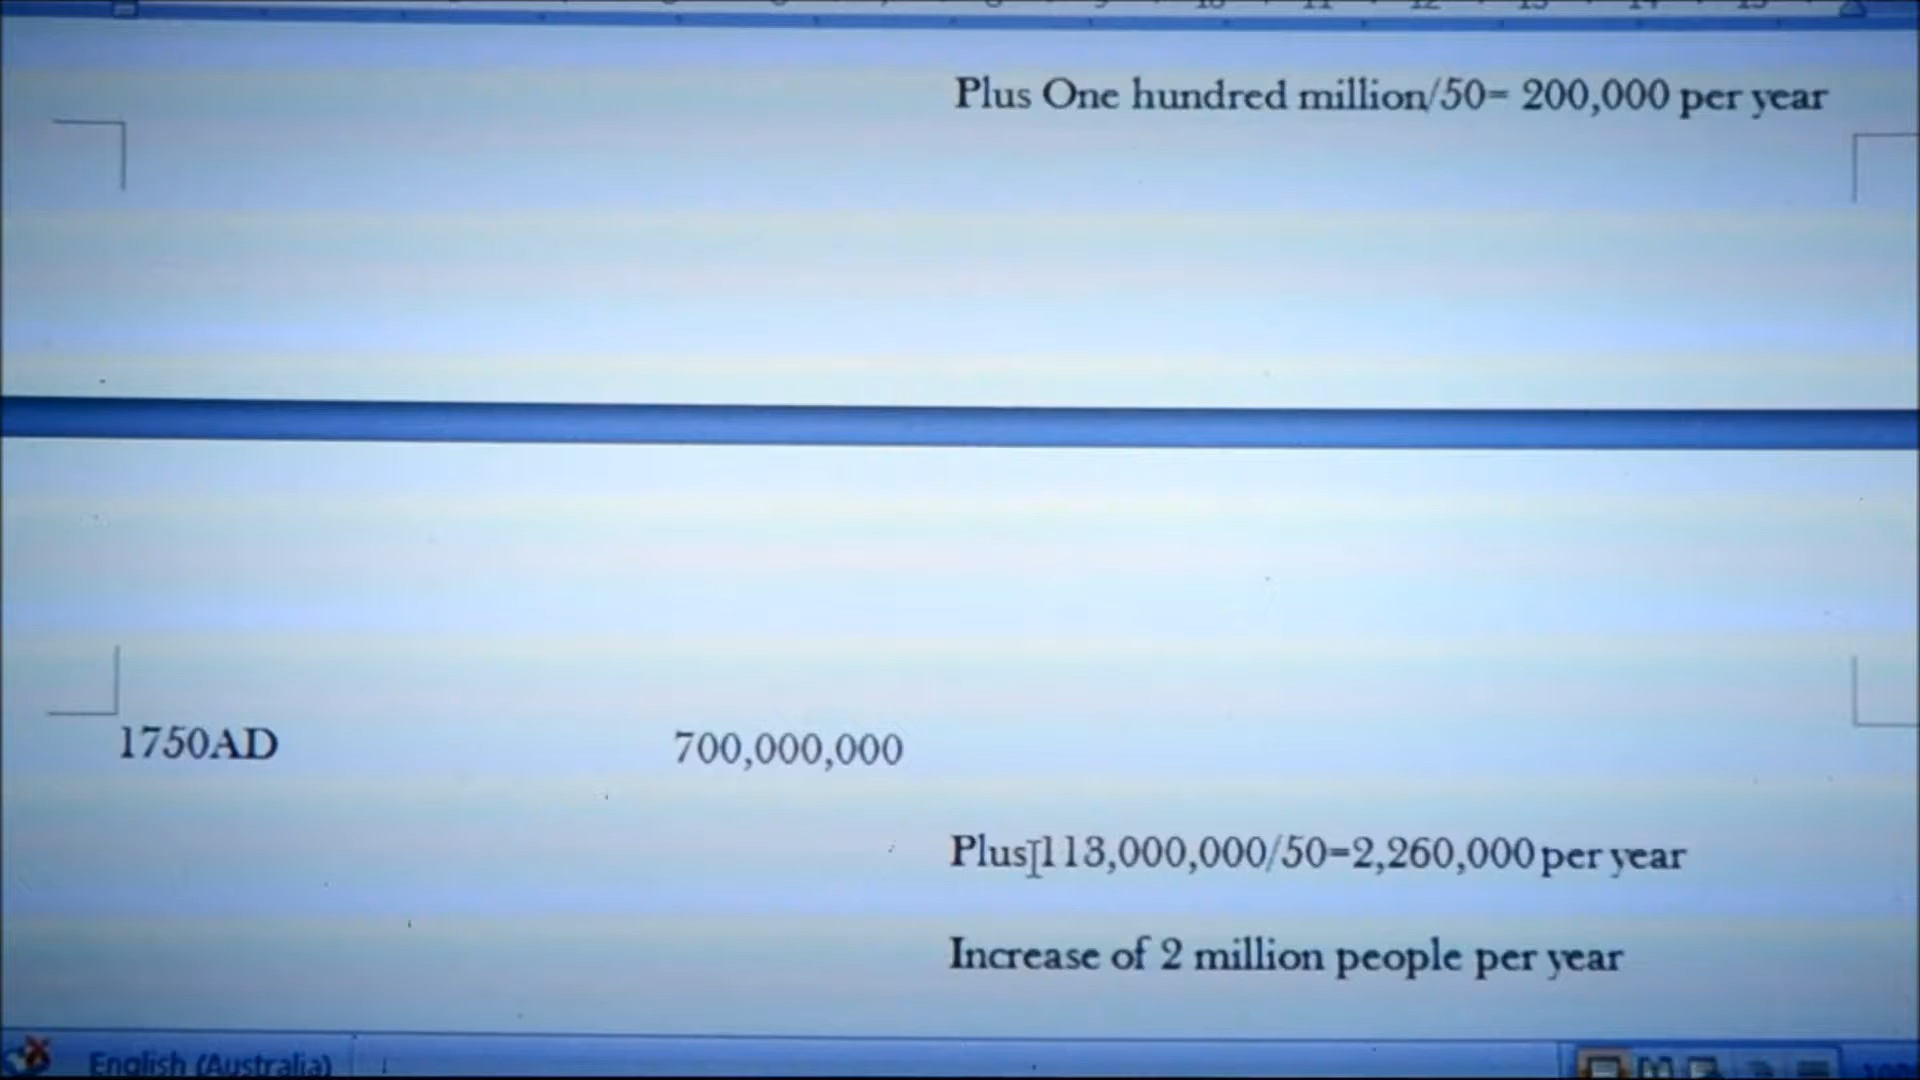 Plus One hundred million/50= 200,000 per year
1750AD 700,000,000
Plus 113,000,000/50=2,260,000 per year
Increase of 2 million people per year
English (Australia)